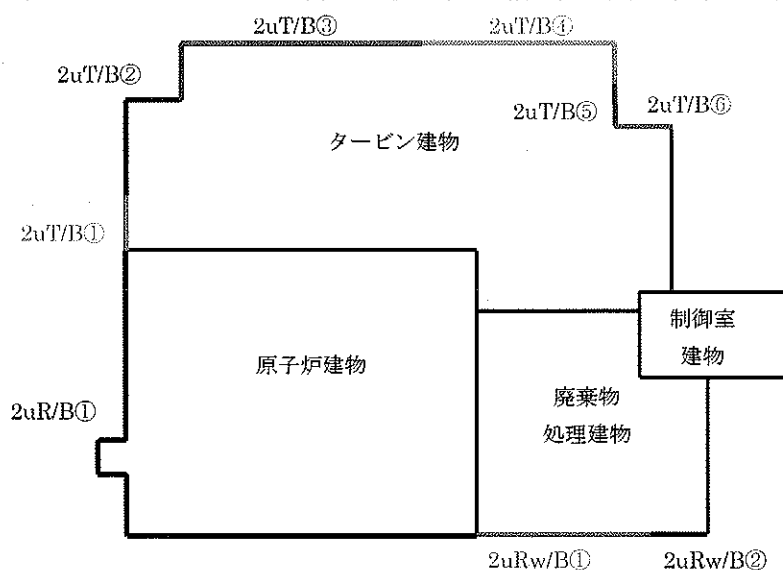 2uT/B③
2uT/B④
2uT/B②
2uT/B⑤
2uT/B⑥
タービン建物
2uT/B①
制御室
建物
原子炉建物
廃棄物
処理建物
2uR/B①
2uRw/B①
2uRw/B②